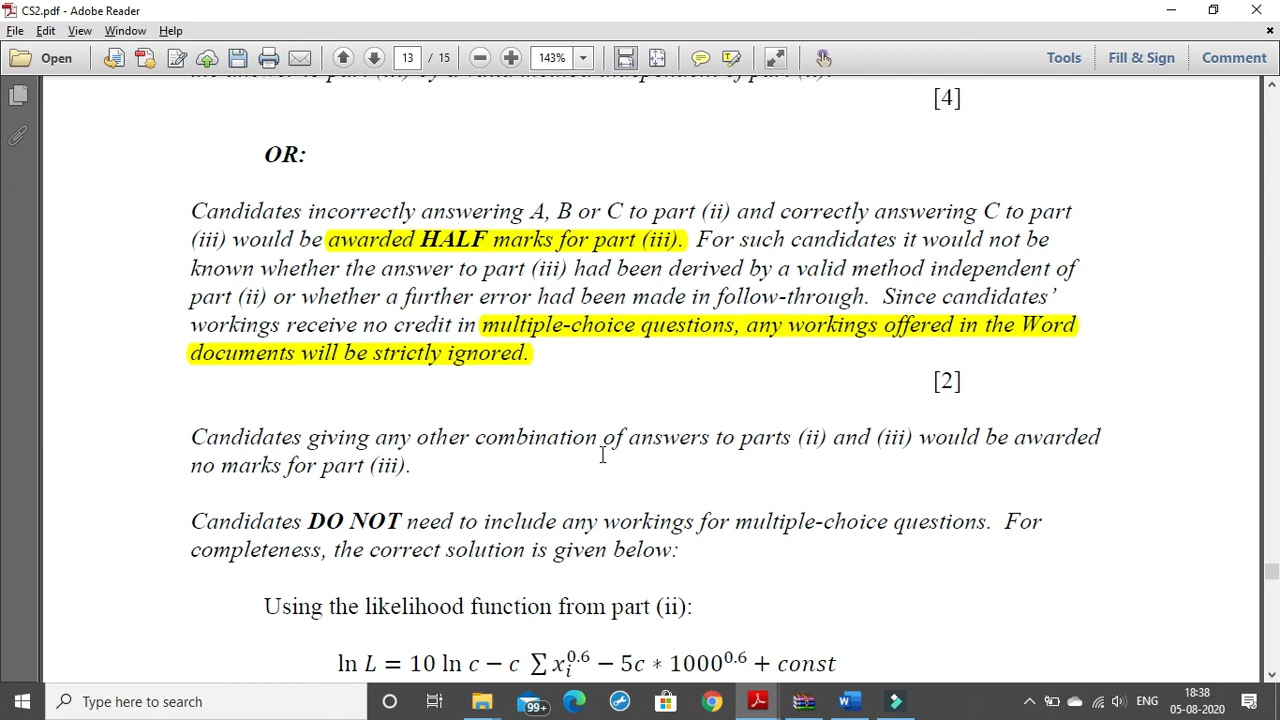 CS2.pdf - Adobe Reader
File Edit View Window Help
Open 13 / 15 143% Tools Fill & Sign Comment
[4]
OR:
Candidates incorrectly answering A, B or C to part (ii) and correctly answering C to part
(iii) would be awarded HALF marks for part (iii). For such candidates it would not be
known whether the answer to part (iii) had been derived by a valid method independent of
part (ii) or whether a further error had been made in follow-through. Since candidates’
workings receive no credit in multiple-choice questions, any workings offered in the Word
documents will be strictly ignored.
[2]
Candidates giving any other combination of answers to parts (ii) and (iii) would be awarded
no marks for part (iii).
Candidates DO NOT need to include any workings for multiple-choice questions. For
completeness, the correct solution is given below:
Using the likelihood function from part (ii):
ln L = 10 ln c − c ∑ x_i^0.6 − 5c ∗ 1000^0.6 + const
Type here to search 99+ ENG 18:38
05-08-2020